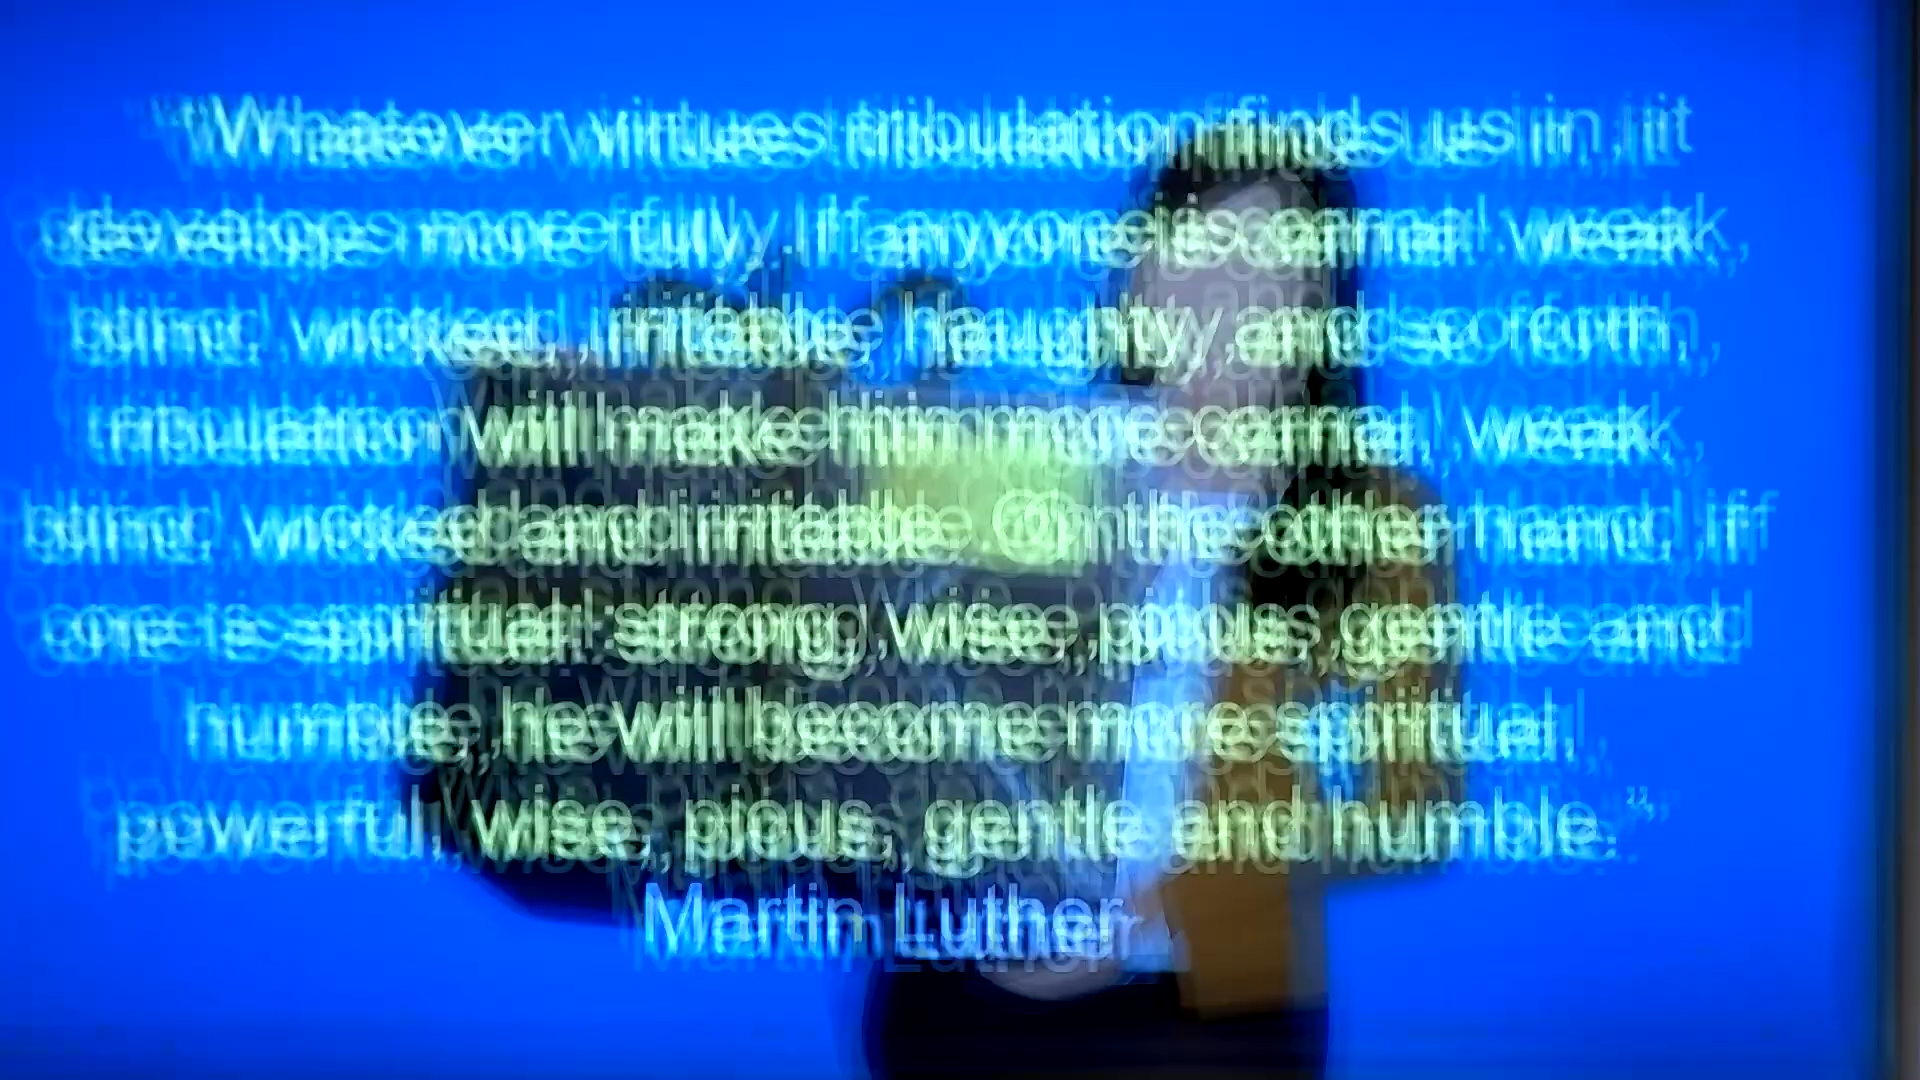 "Whatever virtues tribulation finds us in, it
develops more fully. If anyone is carnal. weak,
blind, wicked, irritable, haughty, and so forth,
tribulation will make him more carnal, weak,
blind, wicked and irritable. On the other hand, if
one is spiritual. strong, wise, pious, gentle and
humble, he will become more spiritual,
powerful, wise, pious, gentle and humble."
Martin Luther